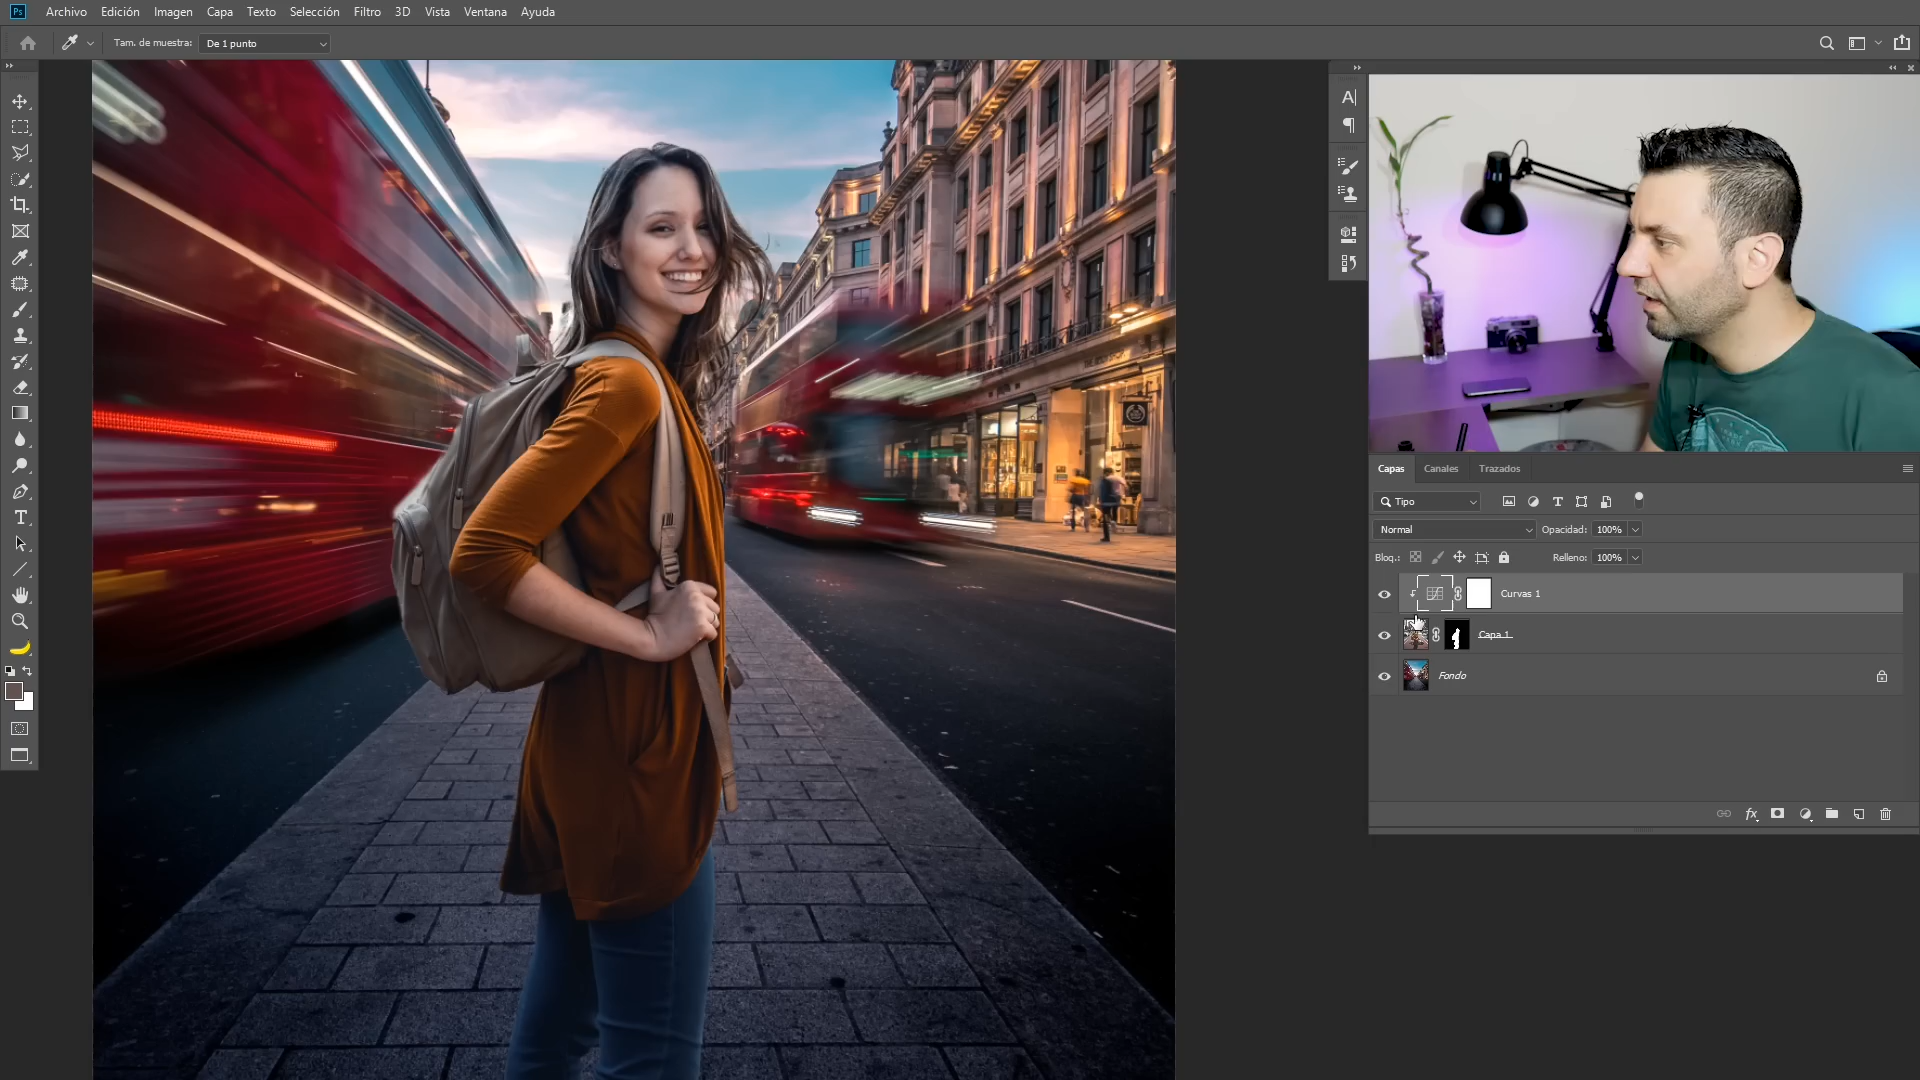 Ps Archivo Edición Imagen Capa Texto Selección Filtro 3D Vista Ventana Ayuda
Tam. de muestra: De 1 punto
Capas Canales Trazados
Tipo
Normal Opacidad: 100%
Bloq.: Relleno: 100%
Curvas 1
Capa 1
Fondo